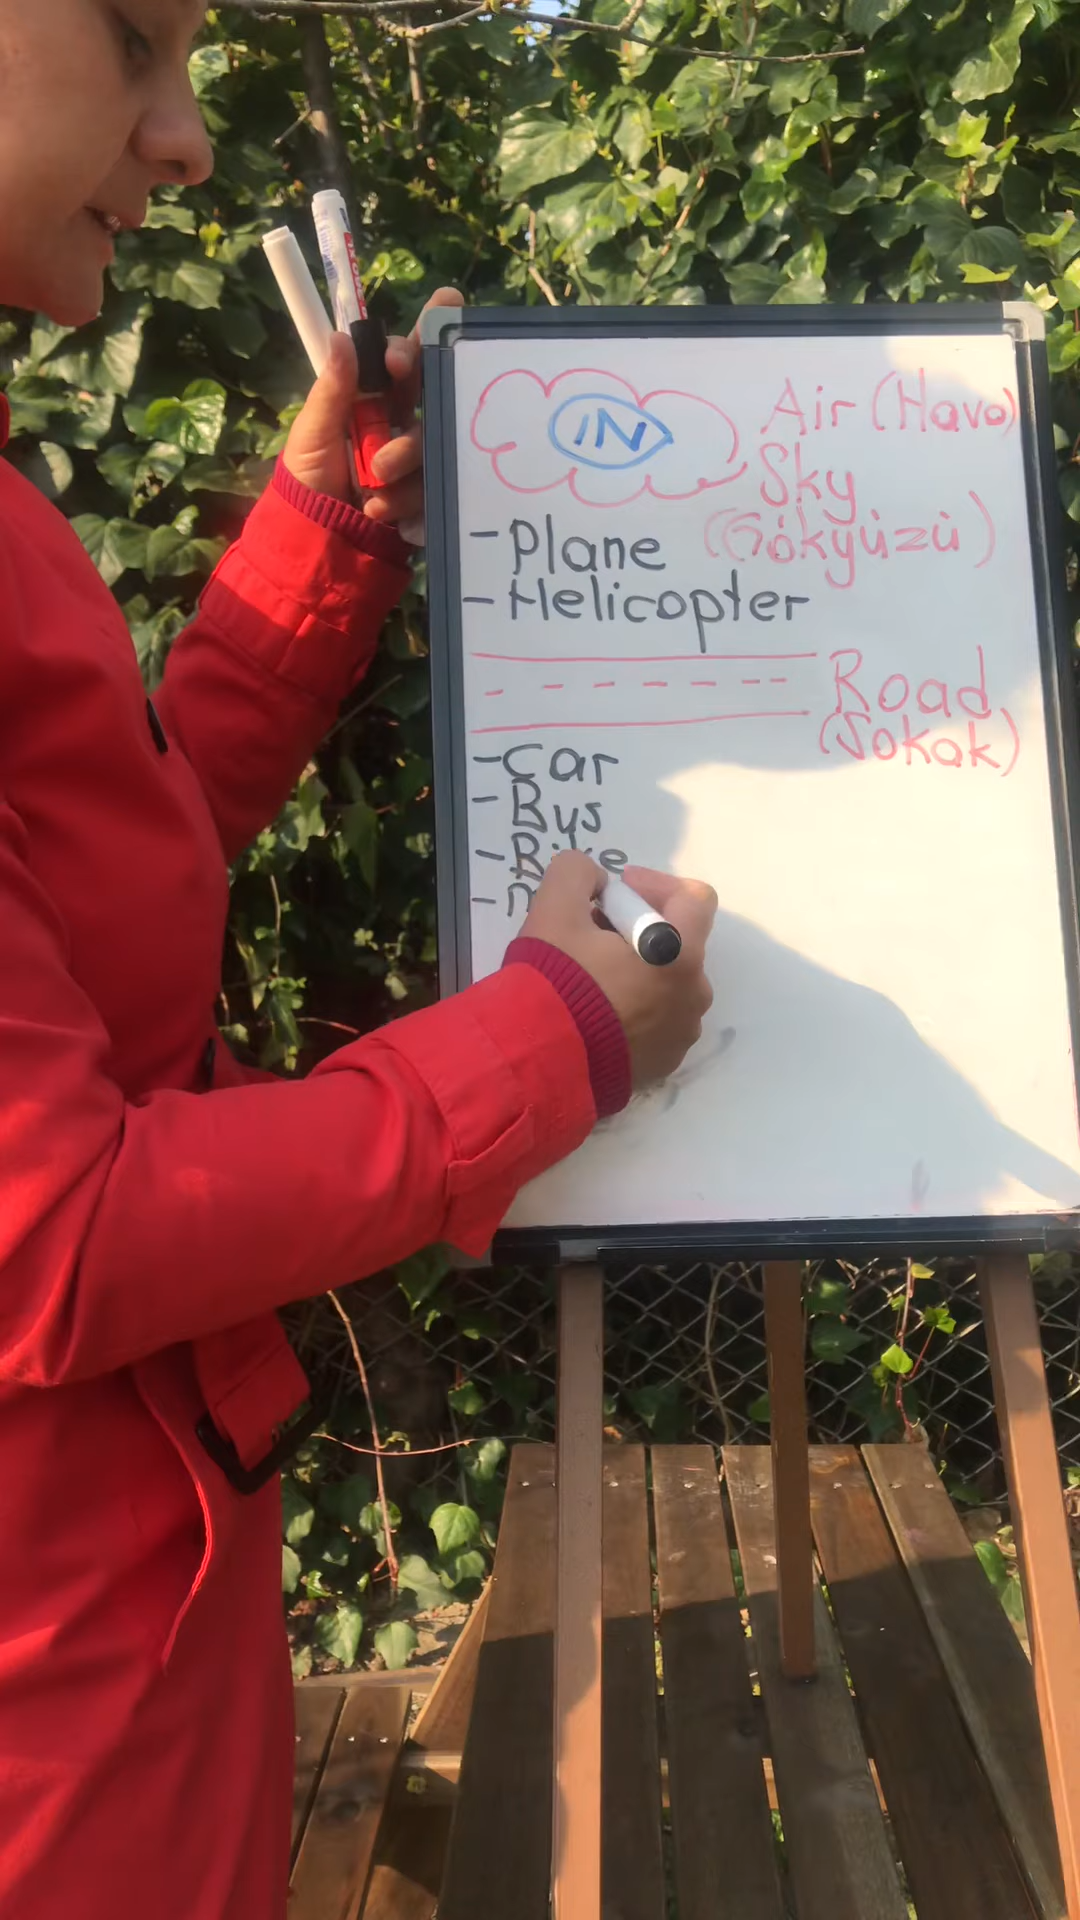 IN
Air (Hava)
Sky
(Gökyüzü)
- Plane
- Helicopter
Road
(Sokak)
- Car
- Bus
- Bike
-